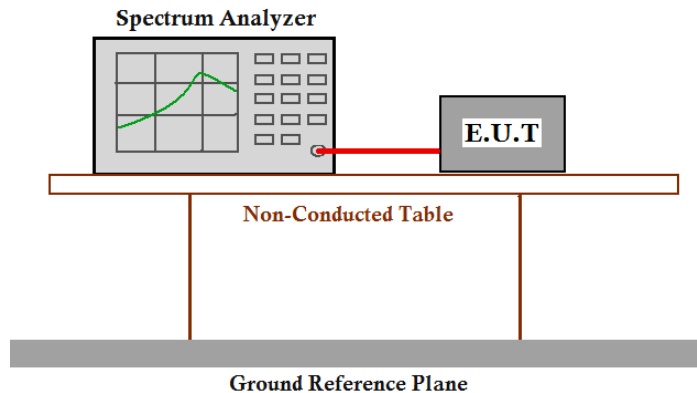 Spectrum Analyzer
E.U.T
Non-Conducted Table
Ground Reference Plane